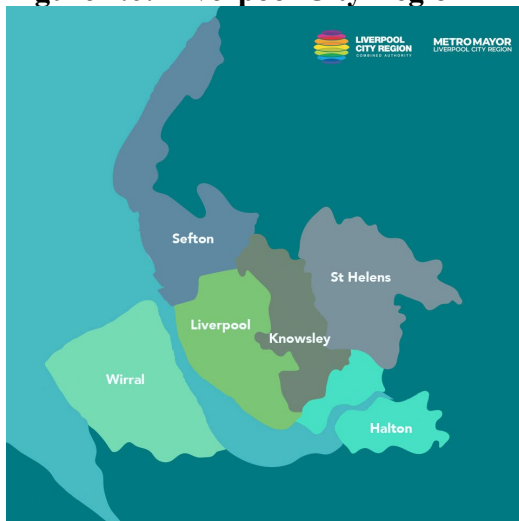 LIVERPOOL
CITY REGION
COMBINED AUTHORITY
METRO MAYOR
LIVERPOOL CITY REGION
Sefton
St Helens
Liverpool
Knowsley
Wirral
Halton